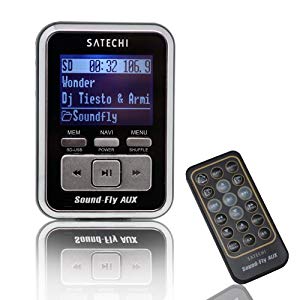 SATECHI
SD 00:32 106.9
Wonder
Dj Tiesto & Armi
Soundfly
MEM NAVI MENU
SD-USB POWER SHUFFLE
Sound-Fly AUX
SATECHI
Sound-Fly AUX